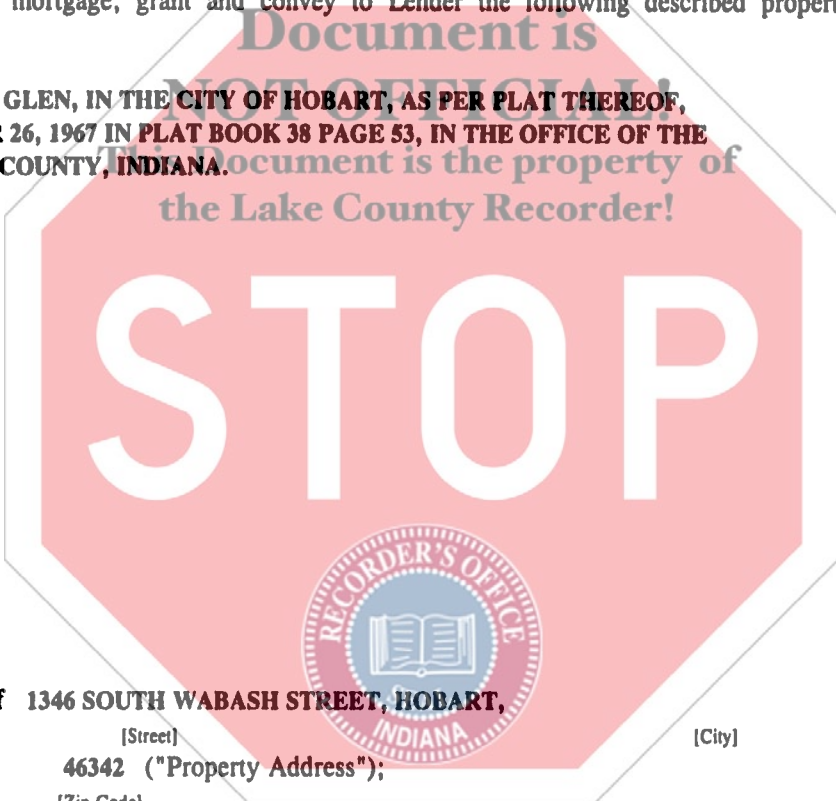 mortgage, grant and convey to Lender the following described propert
Document is
NOT OFFICIAL!
GLEN, IN THE CITY OF HOBART, AS PER PLAT THEREOF,
26, 1967 IN PLAT BOOK 38 PAGE 53, IN THE OFFICE OF THE
COUNTY, INDIANA.
This Document is the property of
the Lake County Recorder!
STOP
RECORDER'S OFFICE
1346 SOUTH WABASH STREET, HOBART,
INDIANA
[Street] [City]
46342 ("Property Address");
[Zip Code]